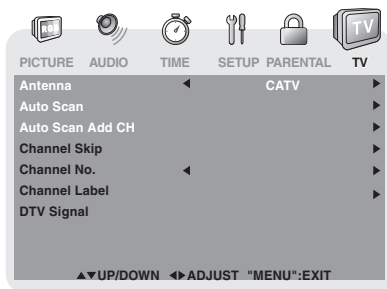 RGB
TV
PICTURE AUDIO TIME SETUP PARENTAL TV
Antenna ◀ CATV ▶
Auto Scan ▶
Auto Scan Add CH ▶
Channel Skip ▶
Channel No. ◀ ▶
Channel Label ▶
DTV Signal
▲▼UP/DOWN ◀▶ADJUST "MENU":EXIT